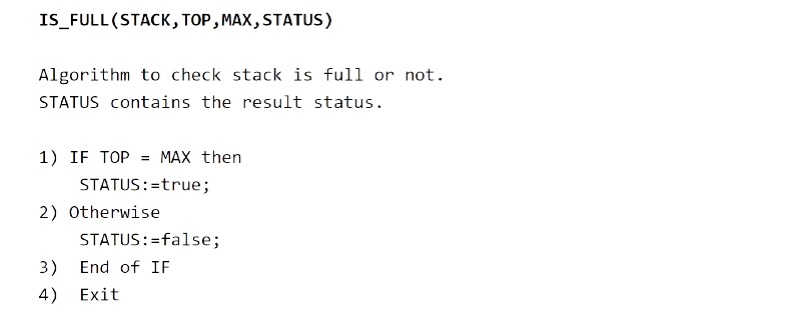 IS_FULL(STACK,TOP,MAX,STATUS)
Algorithm to check stack is full or not.
STATUS contains the result status.
1) IF TOP = MAX then
STATUS:=true;
2) Otherwise
STATUS:=false;
3) End of IF
4) Exit